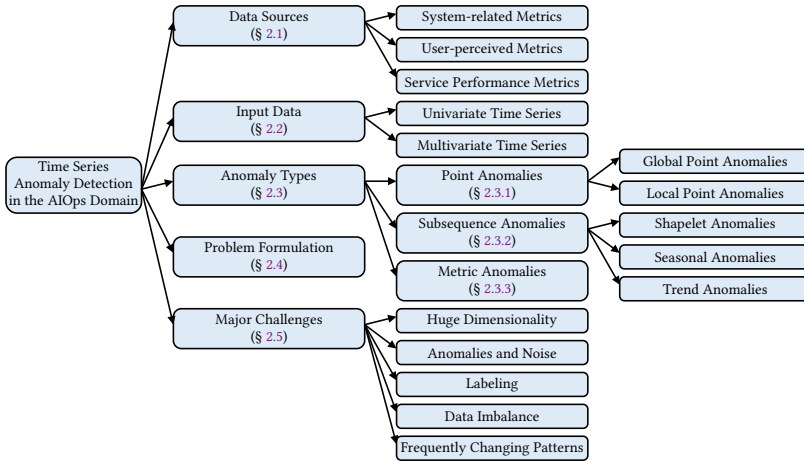 Time Series
Anomaly Detection
in the AIOps Domain
Data Sources
(§ 2.1)
System-related Metrics
User-perceived Metrics
Service Performance Metrics
Input Data
(§ 2.2)
Univariate Time Series
Multivariate Time Series
Anomaly Types
(§ 2.3)
Point Anomalies
(§ 2.3.1)
Global Point Anomalies
Local Point Anomalies
Subsequence Anomalies
(§ 2.3.2)
Shapelet Anomalies
Seasonal Anomalies
Trend Anomalies
Metric Anomalies
(§ 2.3.3)
Problem Formulation
(§ 2.4)
Major Challenges
(§ 2.5)
Huge Dimensionality
Anomalies and Noise
Labeling
Data Imbalance
Frequently Changing Patterns